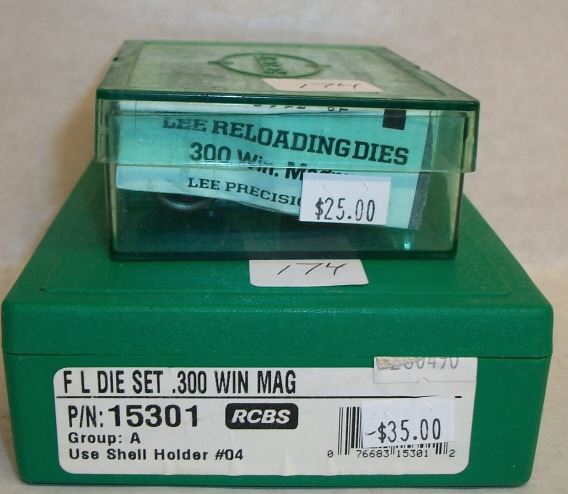 174
LEE RELOADING DIES
300 Win. 
LEE PRECISI
$25.00
174
F L DIE SET .300 WIN MAG
P/N: 15301 RCBS
Group: A
Use Shell Holder #04
-$35.00
0 76683 15301 2